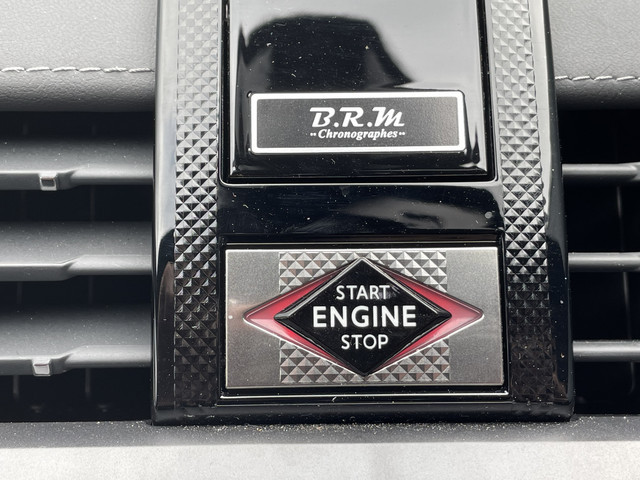 B.R.M
Chronographes
START
ENGINE
STOP